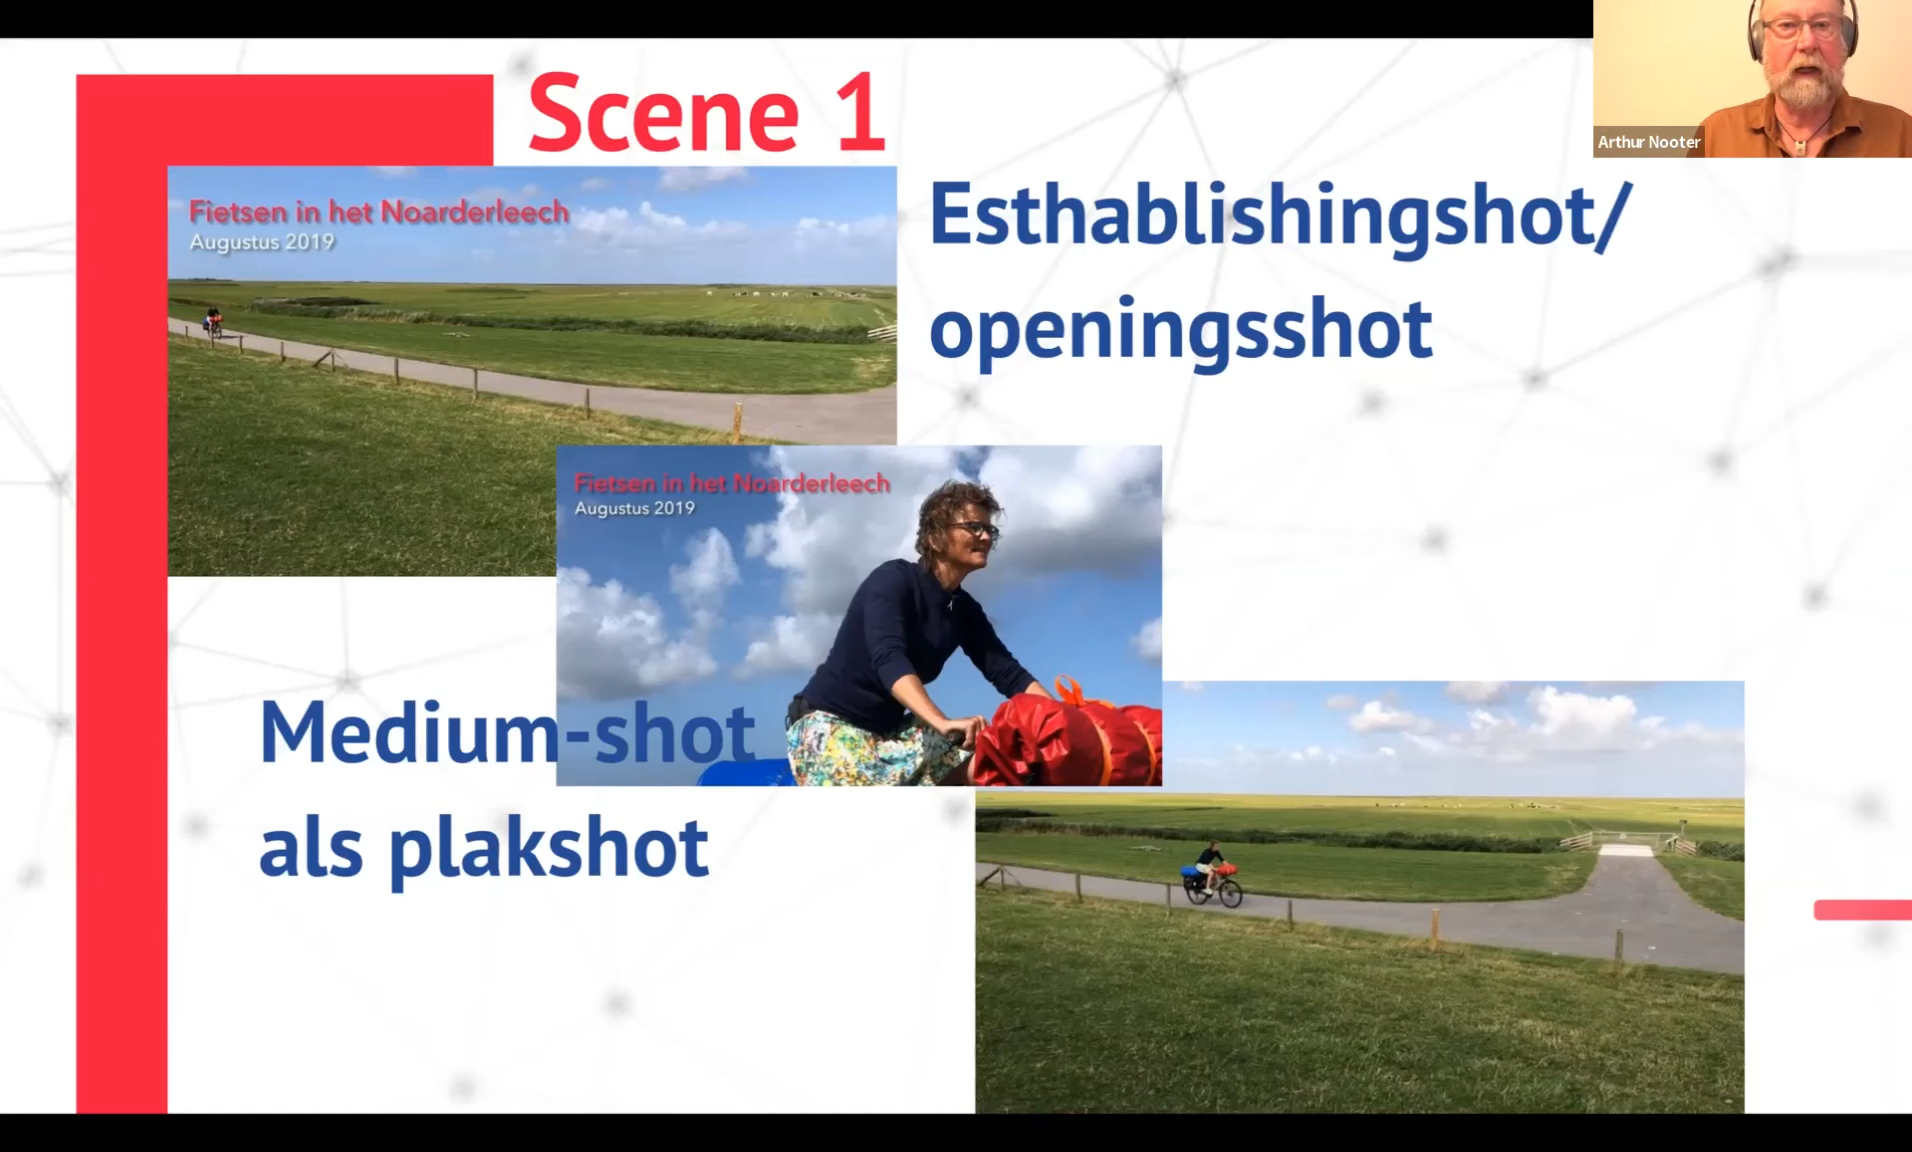 Scene 1
Arthur Nooter
Fietsen in het Noarderleech
Augustus 2019
Esthablishingshot/
openingsshot
Fietsen in het Noarderleech
Augustus 2019
Medium-shot
als plakshot